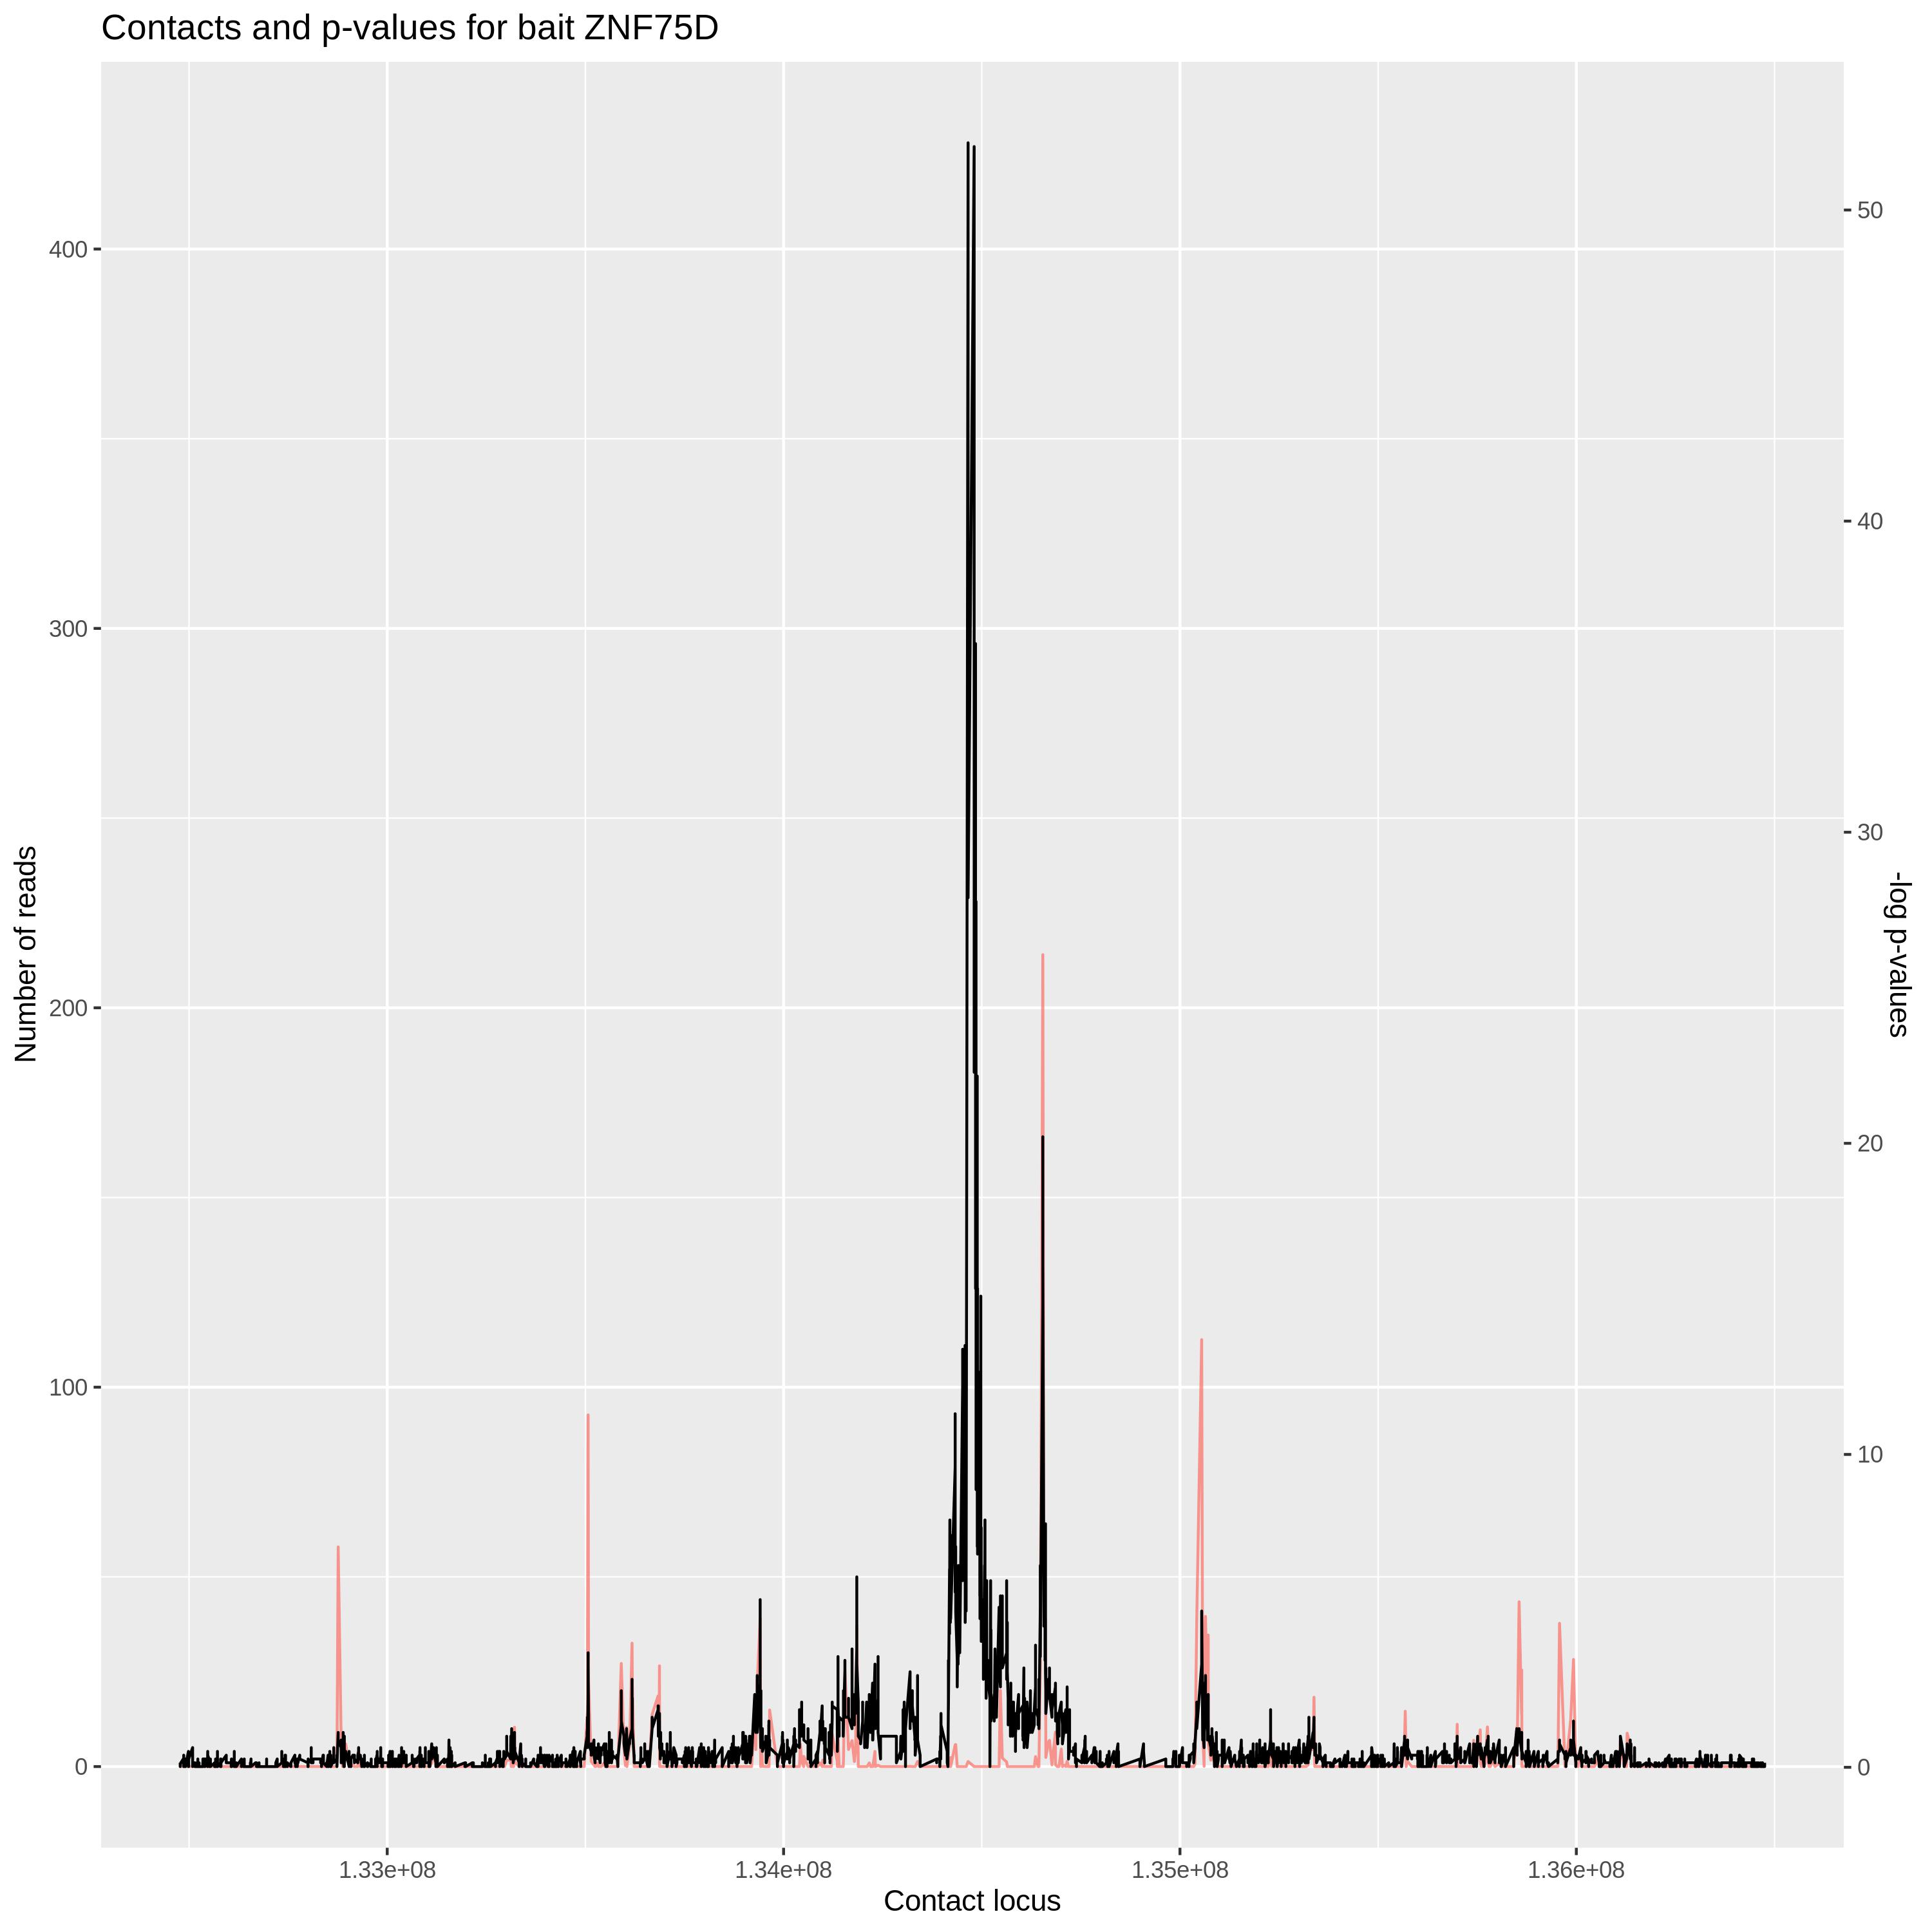 Contacts and p-values for bait ZNF75D
400
300
200
100
0
50
40
30
20
10
0
Number of reads
-log p-values
1.33e+08
1.34e+08
1.35e+08
1.36e+08
Contact locus